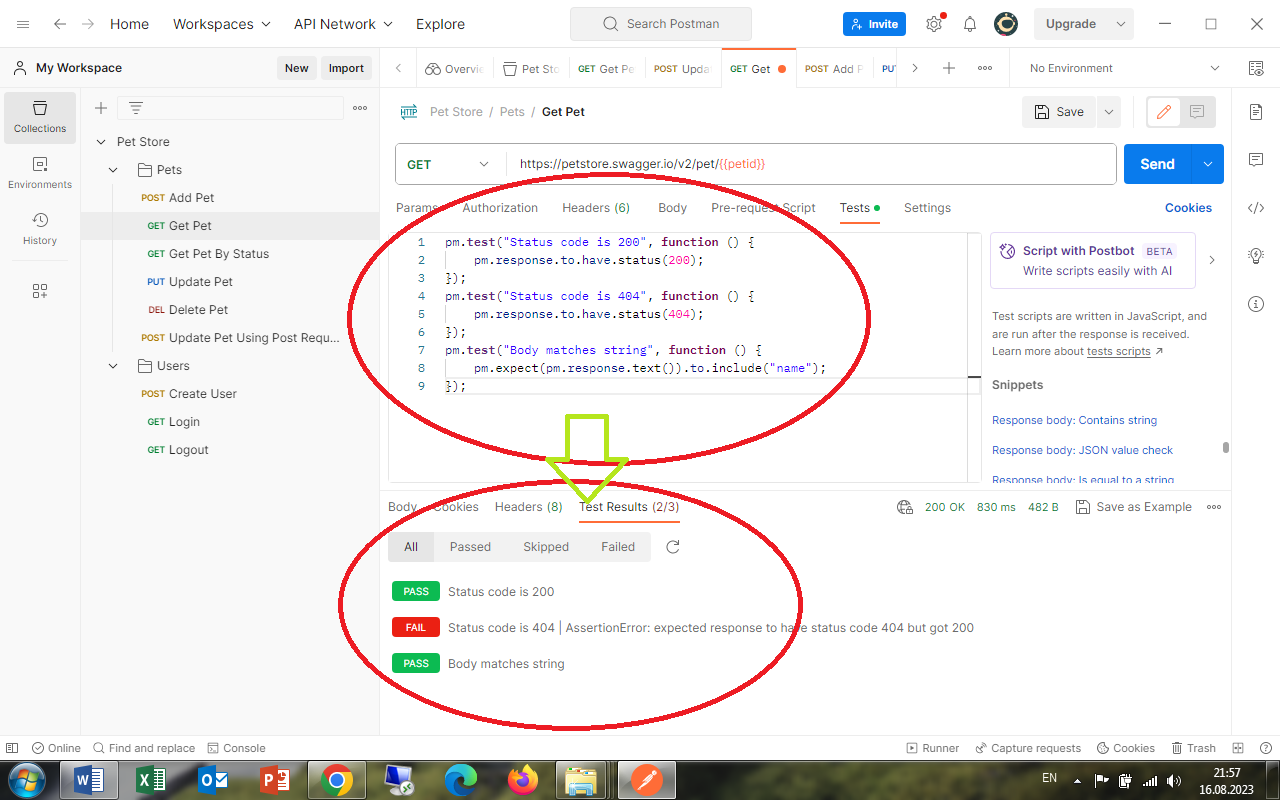 Home Workspaces API Network Explore Search Postman Invite Upgrade
My Workspace New Import Overvi Pet Sto GET Get Pe POST Upda GET Get POST Add P PU No Environment
Collections
Environments
History
Pet Store
Pets
POST Add Pet
GET Get Pet
GET Get Pet By Status
PUT Update Pet
DEL Delete Pet
POST Update Pet Using Post Requ...
Users
POST Create User
GET Login
GET Logout
HTTP Pet Store / Pets / Get Pet Save
GET https://petstore.swagger.io/v2/pet/{{petid}} Send
Params Authorization Headers (6) Body Pre-request Script Tests Settings Cookies
1 pm.test("Status code is 200", function () {
2 pm.response.to.have.status(200);
3 });
4 pm.test("Status code is 404", function () {
5 pm.response.to.have.status(404);
6 });
7 pm.test("Body matches string", function () {
8 pm.expect(pm.response.text()).to.include("name");
9 });
Script with Postbot BETA
Write scripts easily with AI
Test scripts are written in JavaScript, and
are run after the response is received.
Learn more about tests scripts
Snippets
Response body: Contains string
Response body: JSON value check
Response body: Is equal to a string
Body Cookies Headers (8) Test Results (2/3) 200 OK 830 ms 482 B Save as Example
All Passed Skipped Failed
PASS Status code is 200
FAIL Status code is 404 | AssertionError: expected response to have status code 404 but got 200
PASS Body matches string
Online Find and replace Console Runner Capture requests Cookies Trash
EN 21:57
16.08.2023